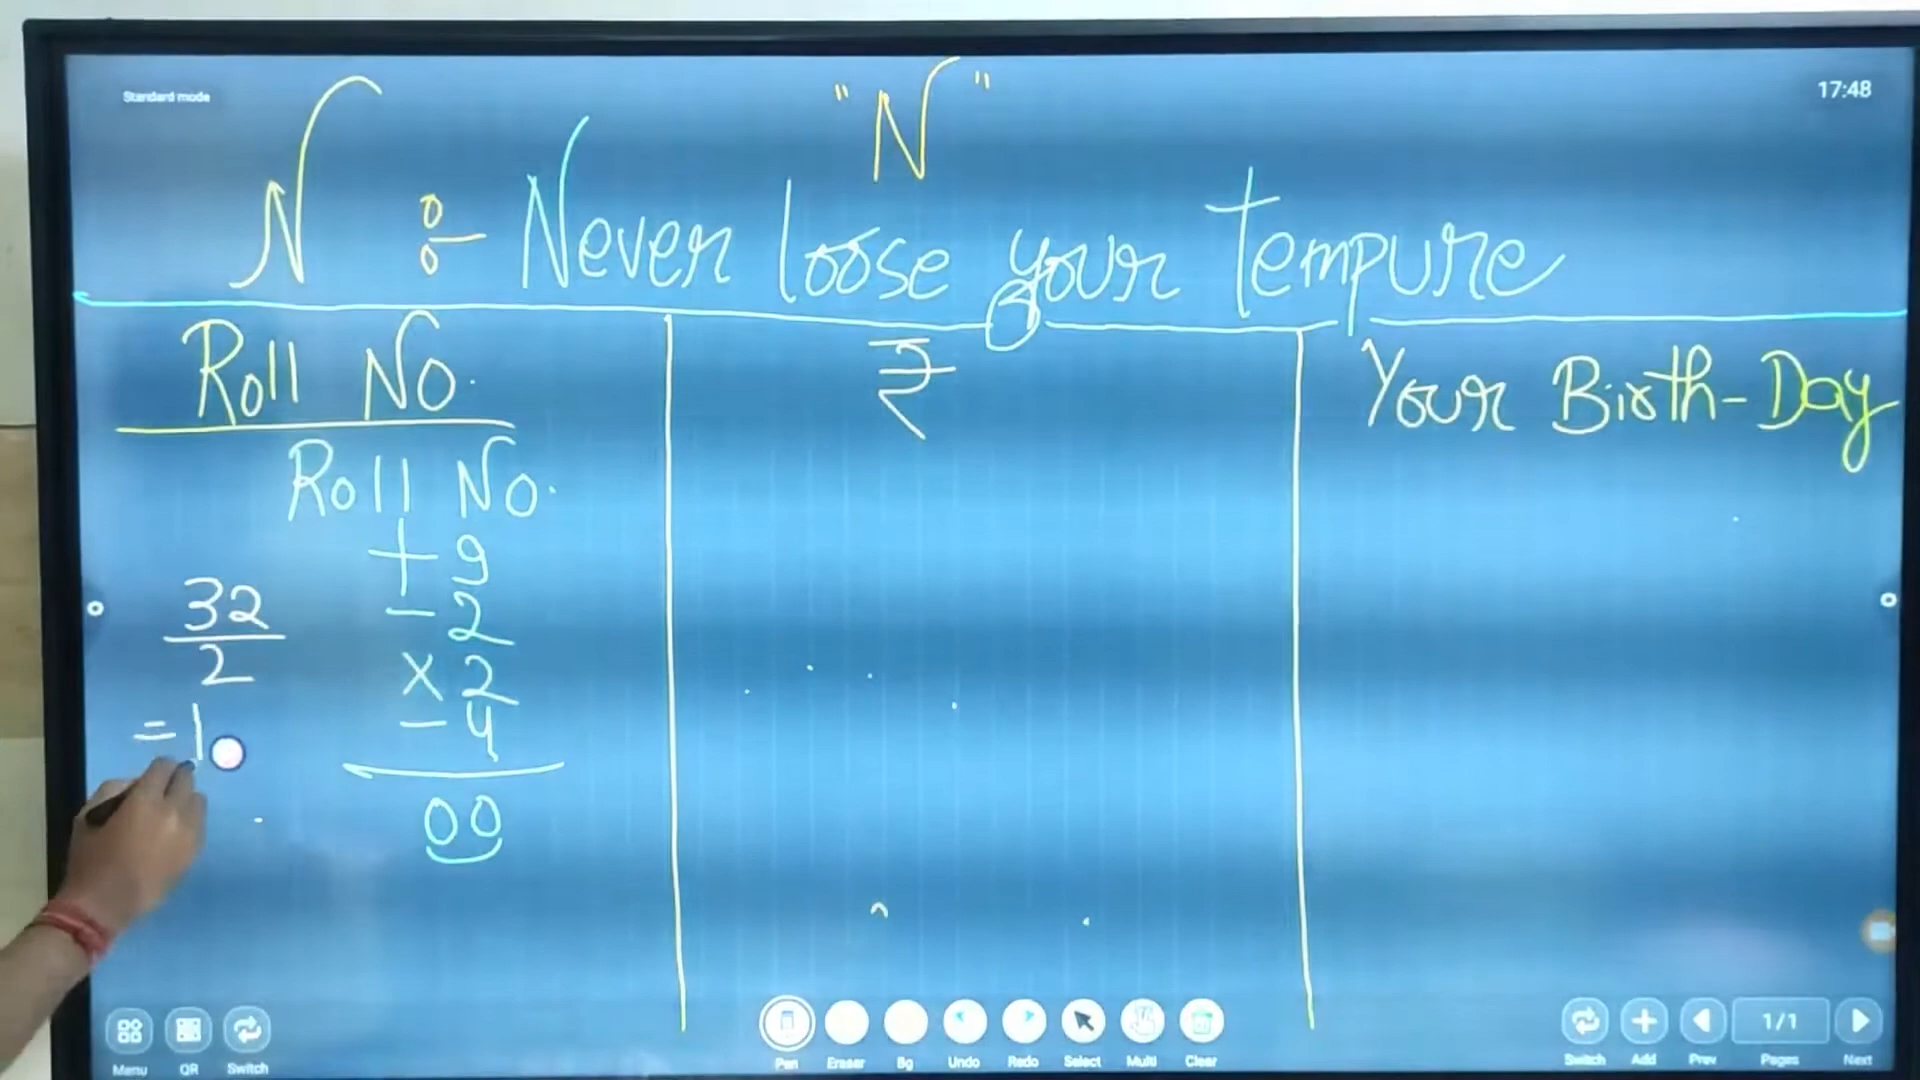 Standard mode
17:48
"N"
N ÷ Never loose your tempure
Roll No.
₹
Your Birth-Day
Roll No.
+ 9
- 2
× 2
- 4
00
32
2
= 1
Menu QR Switch
Pen Eraser Bg Undo Redo Select Multi Clear
Switch Add Prev 1/1 Pages Next